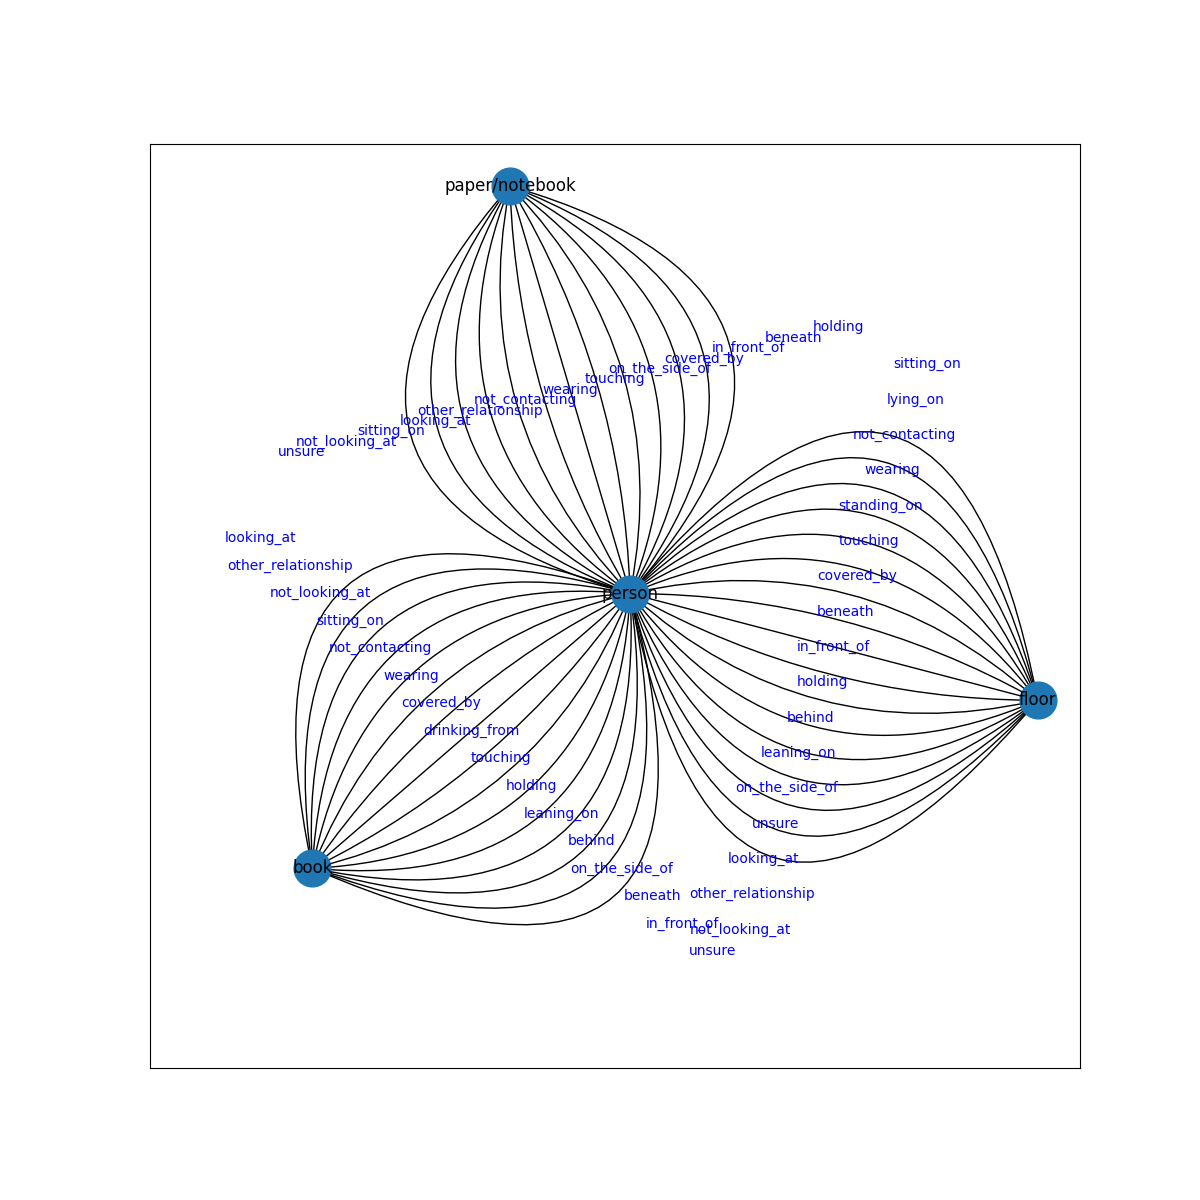 paper/notebook
holding
beneath
in_front_of
covered_by
on_the_side_of
touching
wearing
not_contacting
other_relationship
looking_at
sitting_on
not_looking_at
unsure
sitting_on
lying_on
not_contacting
wearing
standing_on
touching
covered_by
beneath
in_front_of
holding
behind
leaning_on
on_the_side_of
unsure
looking_at
other_relationship
not_looking_at
person
floor
looking_at
other_relationship
not_looking_at
sitting_on
not_contacting
wearing
covered_by
drinking_from
touching
holding
leaning_on
behind
on_the_side_of
beneath
in_front_of
unsure
book